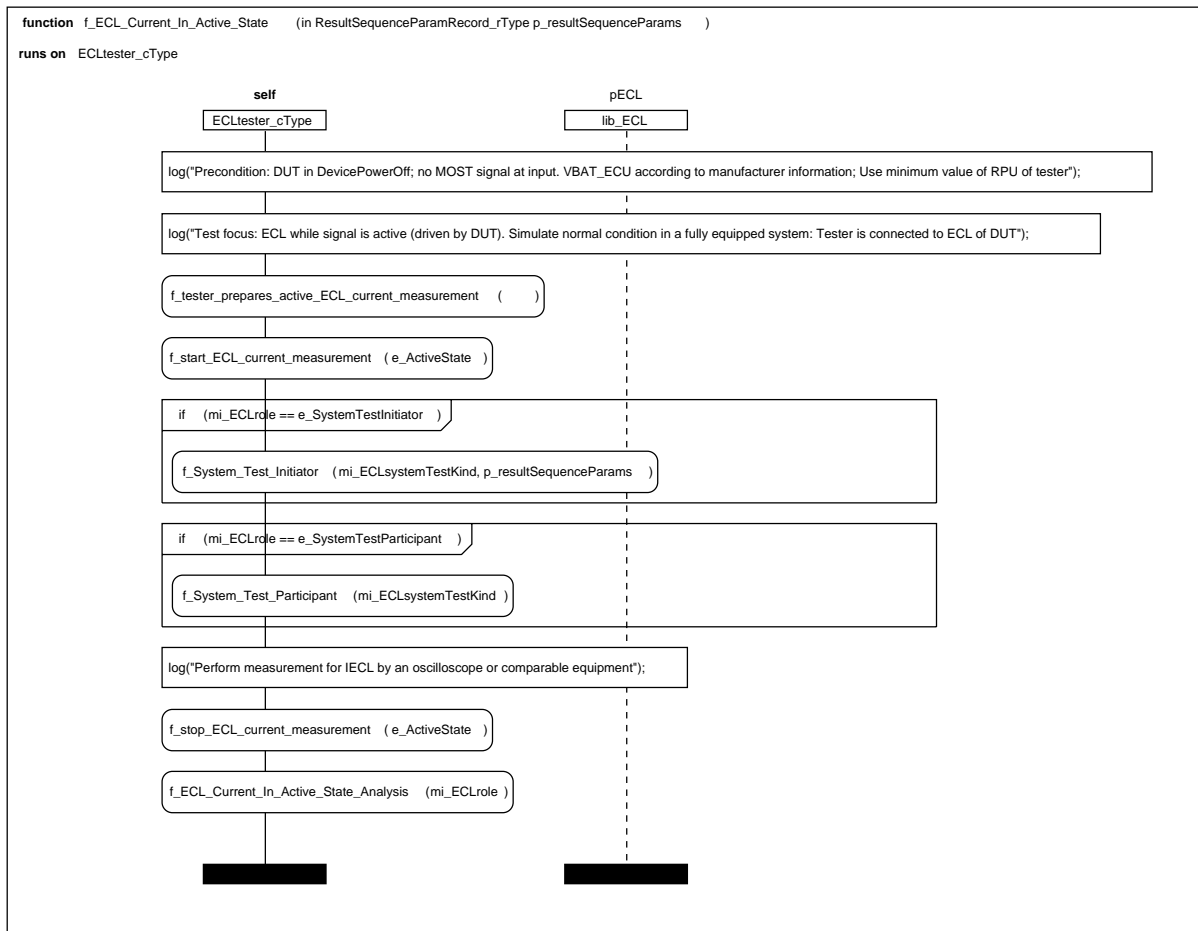 function f_ECL_Current_In_Active_State (in ResultSequenceParamRecord_rType p_resultSequenceParams )
runs on ECLtester_cType
self pECL
ECLtester_cType lib_ECL
log("Precondition: DUT in DevicePowerOff; no MOST signal at input. VBAT_ECU according to manufacturer information; Use minimum value of RPU of tester");
log("Test focus: ECL while signal is active (driven by DUT). Simulate normal condition in a fully equipped system: Tester is connected to ECL of DUT");
f_tester_prepares_active_ECL_current_measurement ( )
f_start_ECL_current_measurement ( e_ActiveState )
if (mi_ECLrole == e_SystemTestInitiator )
f_System_Test_Initiator (mi_ECLsystemTestKind, p_resultSequenceParams )
if (mi_ECLrole == e_SystemTestParticipant )
f_System_Test_Participant (mi_ECLsystemTestKind )
log("Perform measurement for IECL by an oscilloscope or comparable equipment");
f_stop_ECL_current_measurement ( e_ActiveState )
f_ECL_Current_In_Active_State_Analysis (mi_ECLrole )